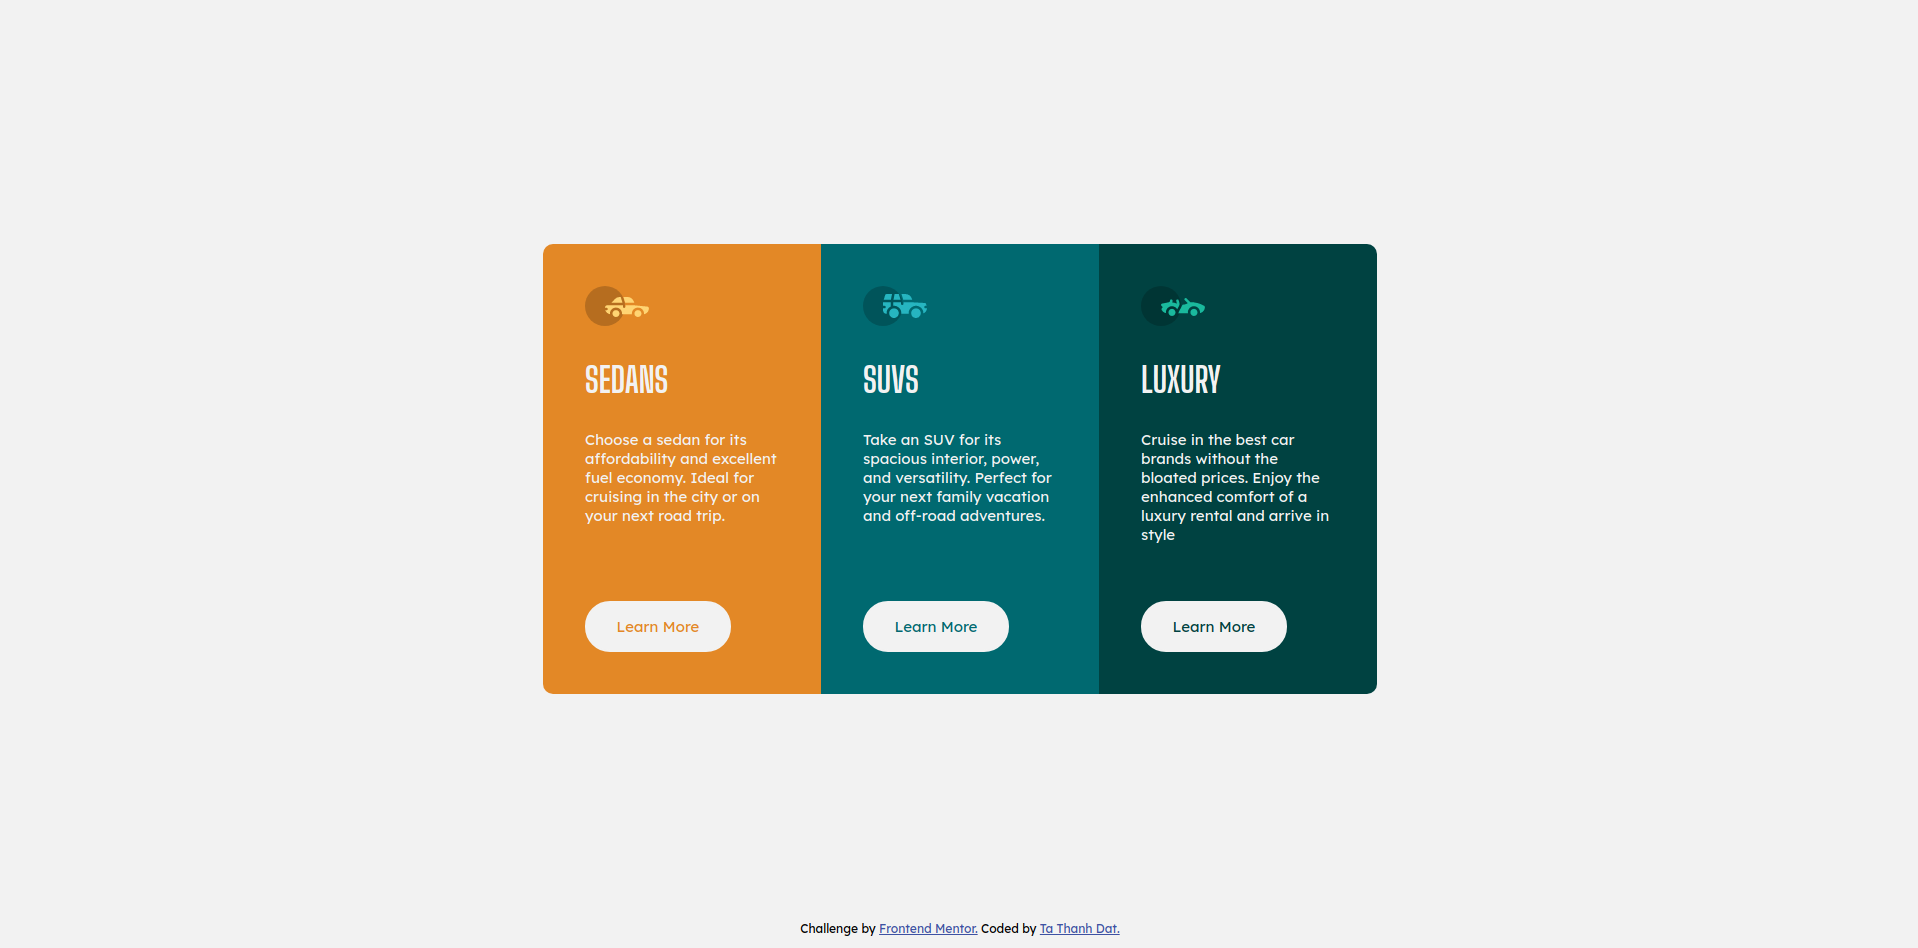 SEDANS
Choose a sedan for its
affordability and excellent
fuel economy. Ideal for
cruising in the city or on
your next road trip.
Learn More
SUVS
Take an SUV for its
spacious interior, power,
and versatility. Perfect for
your next family vacation
and off-road adventures.
Learn More
LUXURY
Cruise in the best car
brands without the
bloated prices. Enjoy the
enhanced comfort of a
luxury rental and arrive in
style
Learn More
Challenge by Frontend Mentor. Coded by Ta Thanh Dat.